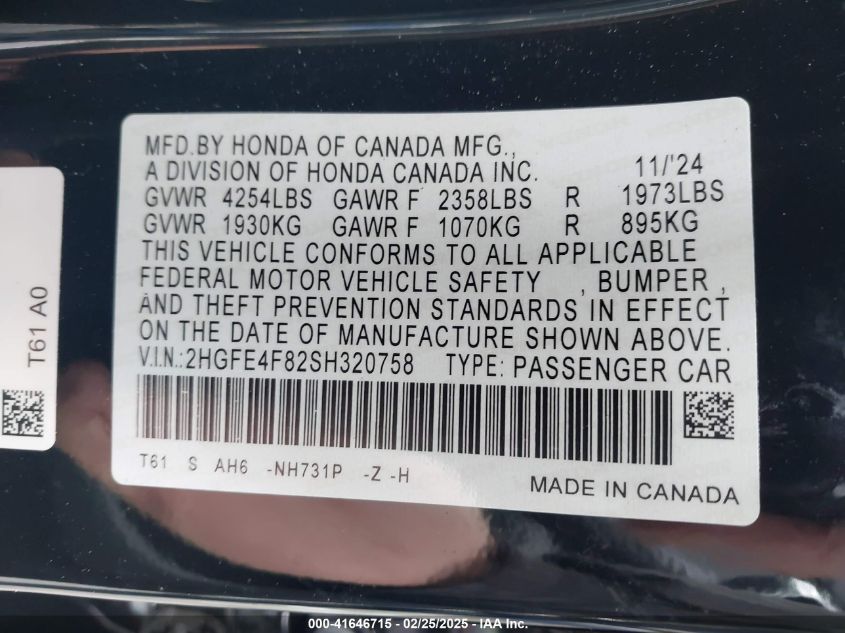 MFD.BY HONDA OF CANADA MFG.,
A DIVISION OF HONDA CANADA INC. 11/'24
GVWR 4254LBS GAWR F 2358LBS R 1973LBS
GVWR 1930KG GAWR F 1070KG R 895KG
THIS VEHICLE CONFORMS TO ALL APPLICABLE
FEDERAL MOTOR VEHICLE SAFETY , BUMPER ,
AND THEFT PREVENTION STANDARDS IN EFFECT
ON THE DATE OF MANUFACTURE SHOWN ABOVE.
V.I.N.:2HGFE4F82SH320758 TYPE: PASSENGER CAR
T61 S AH6 -NH731P -Z -H
MADE IN CANADA
T61 A0
000-41646715 - 02/25/2025 - IAA Inc.